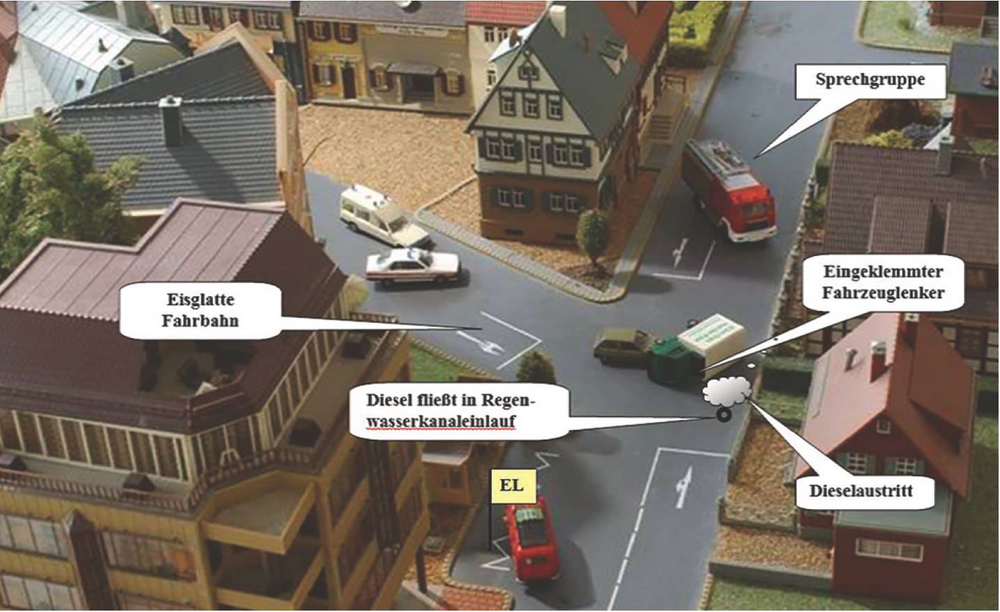 Sprechgruppe
Eingeklemmter
Fahrzeuglenker
Eisglatte
Fahrbahn
Diesel fließt in Regen-
wasserkanaleinlauf
EL
Dieselaustritt